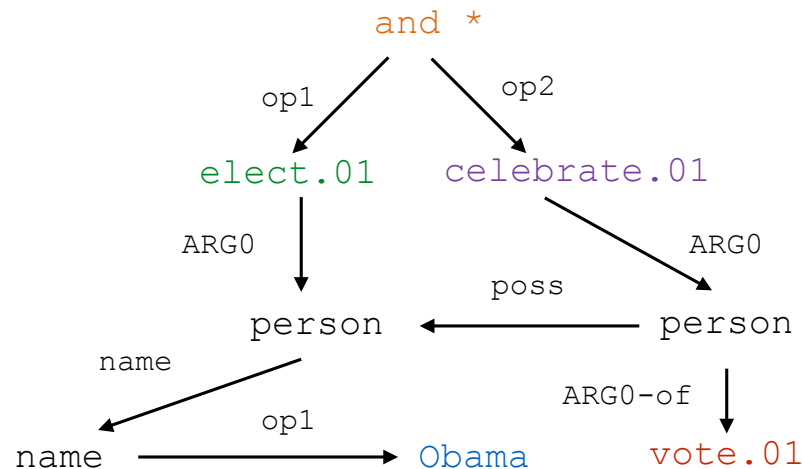 and *
op1
op2
elect.01
celebrate.01
ARG0
ARG0
poss
person
person
name
ARG0-of
op1
name
Obama
vote.01